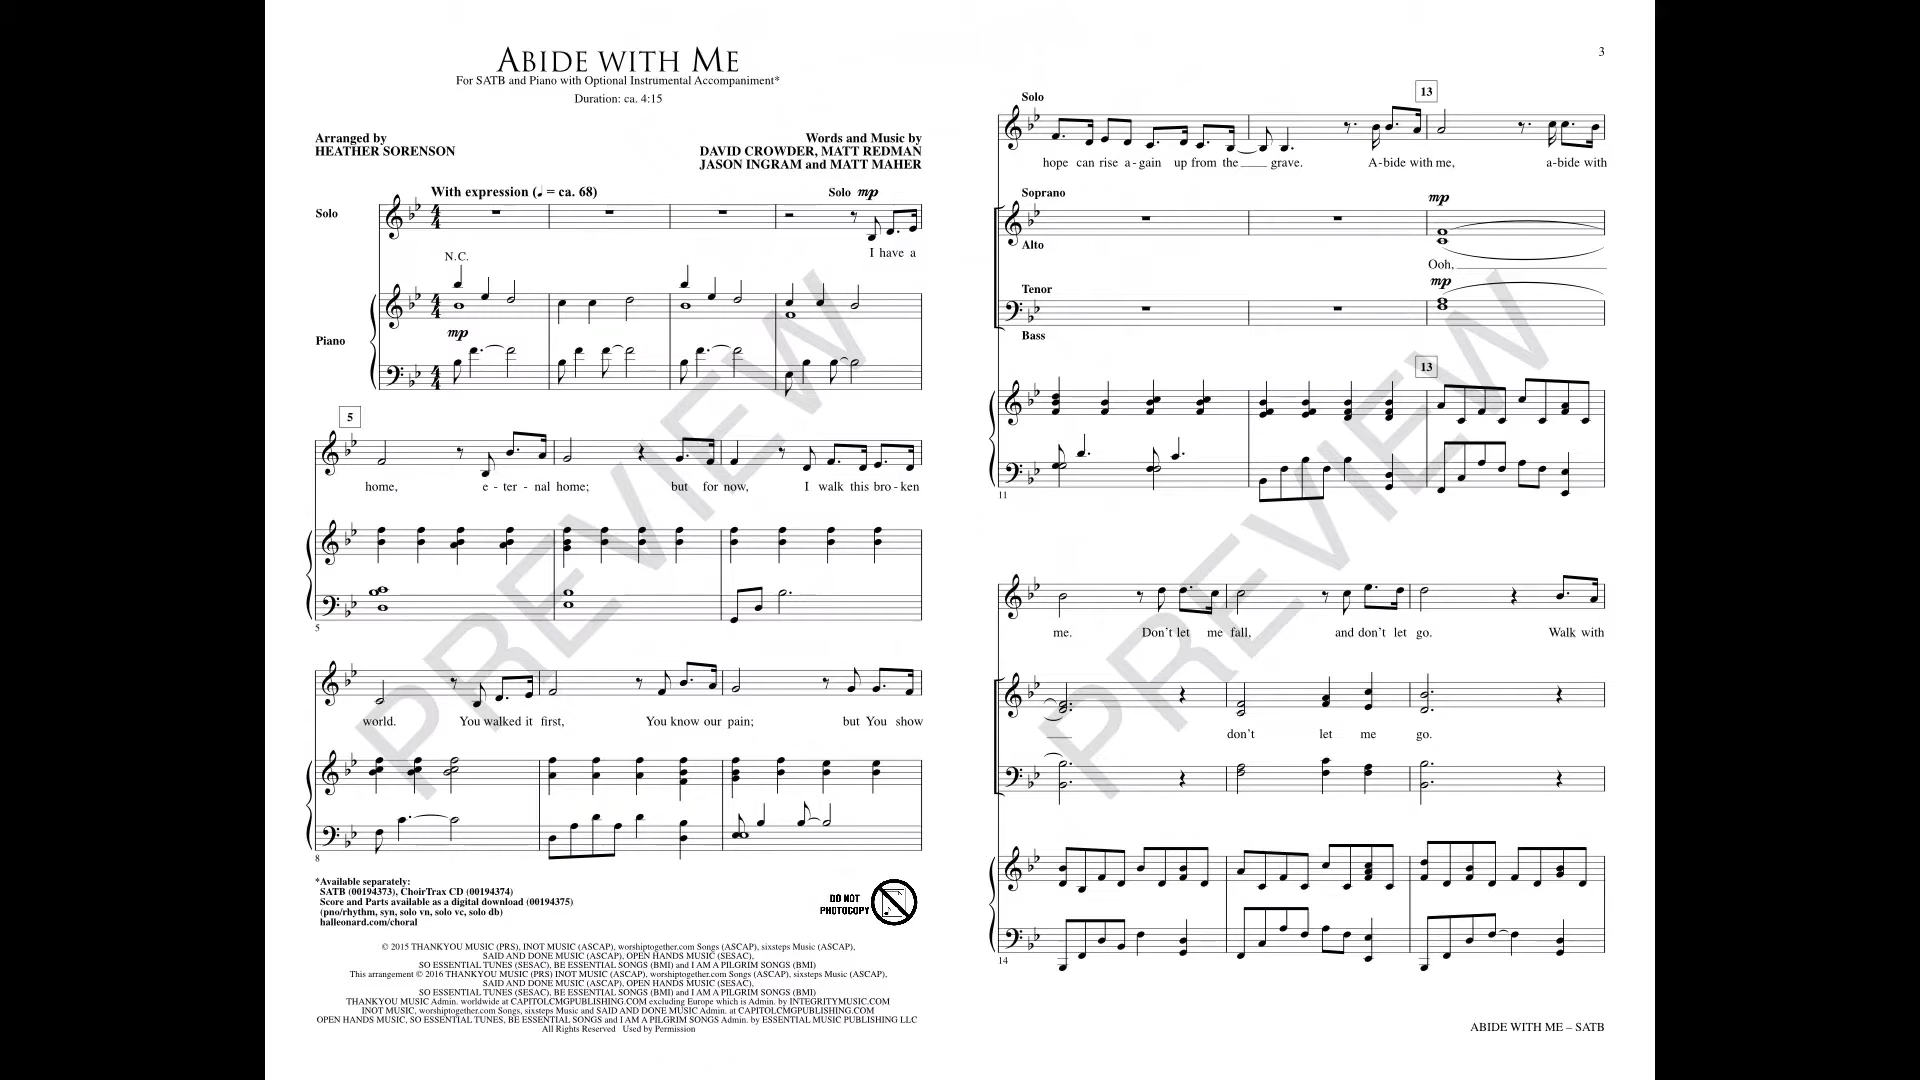 ABIDE WITH ME
For SATB and Piano with Optional Instrumental Accompaniment*
Duration: ca. 4:15
Arranged by
HEATHER SORENSON
Words and Music by
DAVID CROWDER, MATT REDMAN
JASON INGRAM and MATT MAHER
With expression (♩ = ca. 68)
Solo mp
Solo
I have a
N.C.
mp
Piano
5
home, e - ter - nal home; but for now, I walk this bro - ken
5
world. You walked it first, You know our pain; but You show
8
*Available separately:
SATB (00194373), ChoirTrax CD (00194374)
Score and Parts available as a digital download (00194375)
(pno/rhythm, syn, solo vn, solo vc, solo db)
halleonard.com/choral
DO NOT
PHOTOCOPY
© 2015 THANKYOU MUSIC (PRS), INOT MUSIC (ASCAP), worshiptogether.com Songs (ASCAP), sixsteps Music (ASCAP),
SAID AND DONE MUSIC (ASCAP), OPEN HANDS MUSIC (SESAC),
SO ESSENTIAL TUNES (SESAC), BE ESSENTIAL SONGS (BMI) and I AM A PILGRIM SONGS (BMI)
This arrangement © 2016 THANKYOU MUSIC (PRS) INOT MUSIC (ASCAP), worshiptogether.com Songs (ASCAP), sixsteps Music (ASCAP),
SAID AND DONE MUSIC (ASCAP), OPEN HANDS MUSIC (SESAC),
SO ESSENTIAL TUNES (SESAC), BE ESSENTIAL SONGS (BMI) and I AM A PILGRIM SONGS (BMI)
THANKYOU MUSIC Admin. worldwide at CAPITOLCMGPUBLISHING.COM excluding Europe which is Admin. by INTEGRITYMUSIC.COM
INOT MUSIC, worshiptogether.com Songs, sixsteps Music and SAID AND DONE MUSIC Admin. at CAPITOLCMGPUBLISHING.COM
OPEN HANDS MUSIC, SO ESSENTIAL TUNES, BE ESSENTIAL SONGS and I AM A PILGRIM SONGS Admin. by ESSENTIAL MUSIC PUBLISHING LLC
All Rights Reserved Used by Permission
PREVIEW
3
13
Solo
hope can rise a - gain up from the grave. A - bide with me, a-bide with
Soprano
mp
Alto
Ooh,
Tenor
mp
Bass
13
11
me. Don't let me fall, and don't let go. Walk with
don't let me go.
14
ABIDE WITH ME – SATB
PREVIEW